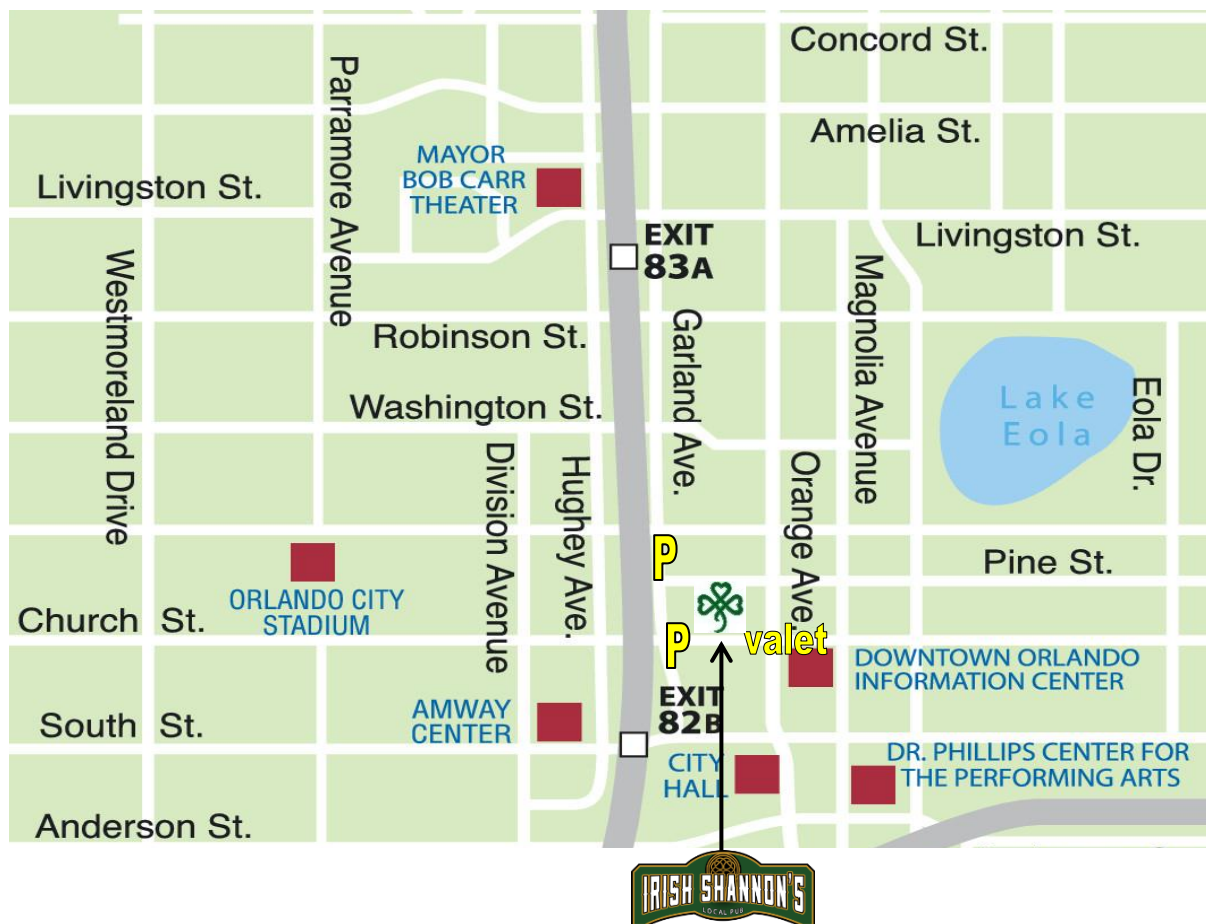 Concord St.
Amelia St.
Parramore Avenue
MAYOR
BOB CARR
THEATER
Livingston St.
Livingston St.
EXIT
83A
Westmoreland Drive
Garland Ave.
Magnolia Avenue
Robinson St.
Washington St.
Lake
Eola
Eola Dr.
Division Avenue
Hughey Ave.
Orange Ave.
P
Pine St.
ORLANDO CITY
STADIUM
Church St.
P
valet
DOWNTOWN ORLANDO
INFORMATION CENTER
EXIT
82B
AMWAY
CENTER
South St.
CITY
HALL
DR. PHILLIPS CENTER FOR
THE PERFORMING ARTS
Anderson St.
IRISH SHANNON'S
LOCAL PUB